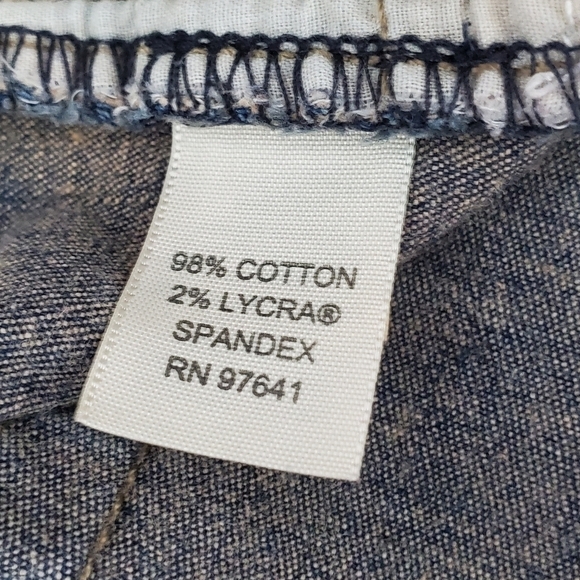 98% COTTON
2% LYCRA®
SPANDEX
RN 97641